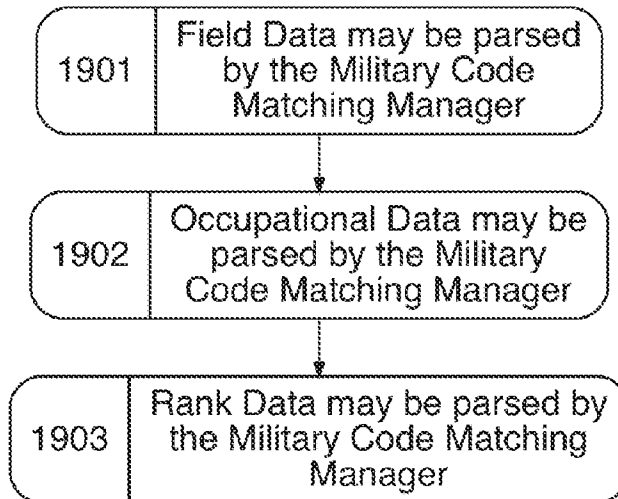 1901
Field Data may be parsed
by the Military Code
Matching Manager
1902
Occupational Data may be
parsed by the Military
Code Matching Manager
1903
Rank Data may be parsed by
the Military Code Matching
Manager